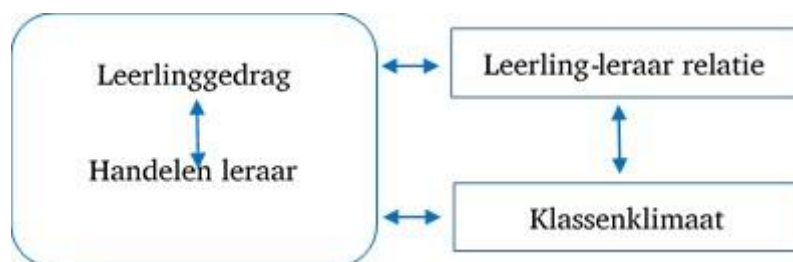 Leerlinggedrag
Handelen leraar
Leerling-leraar relatie
Klassenklimaat